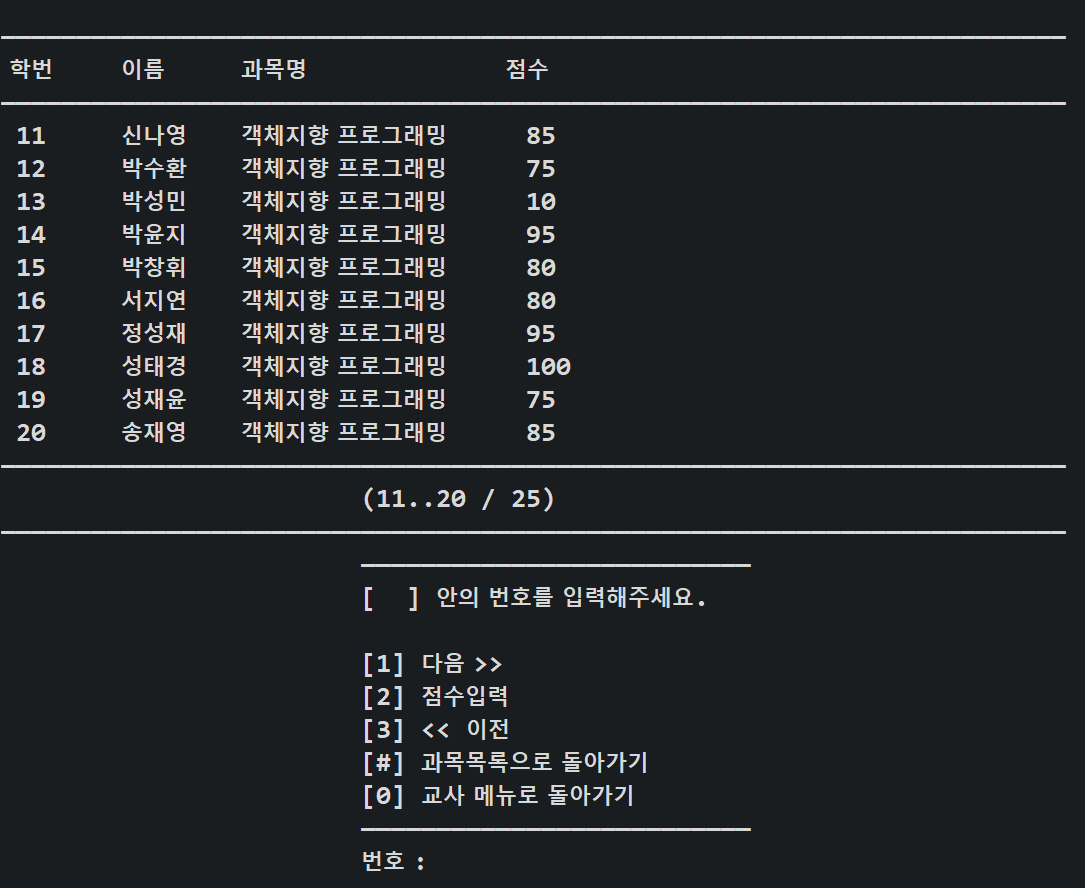 학번 이름 과목명 점수
11 신나영 객체지향 프로그래밍 85
12 박수환 객체지향 프로그래밍 75
13 박성민 객체지향 프로그래밍 10
14 박윤지 객체지향 프로그래밍 95
15 박창휘 객체지향 프로그래밍 80
16 서지연 객체지향 프로그래밍 80
17 정성재 객체지향 프로그래밍 95
18 성태경 객체지향 프로그래밍 100
19 성재윤 객체지향 프로그래밍 75
20 송재영 객체지향 프로그래밍 85
(11..20 / 25)
[ ] 안의 번호를 입력해주세요.
[1] 다음 >>
[2] 점수입력
[3] << 이전
[#] 과목목록으로 돌아가기
[0] 교사 메뉴로 돌아가기
번호 :